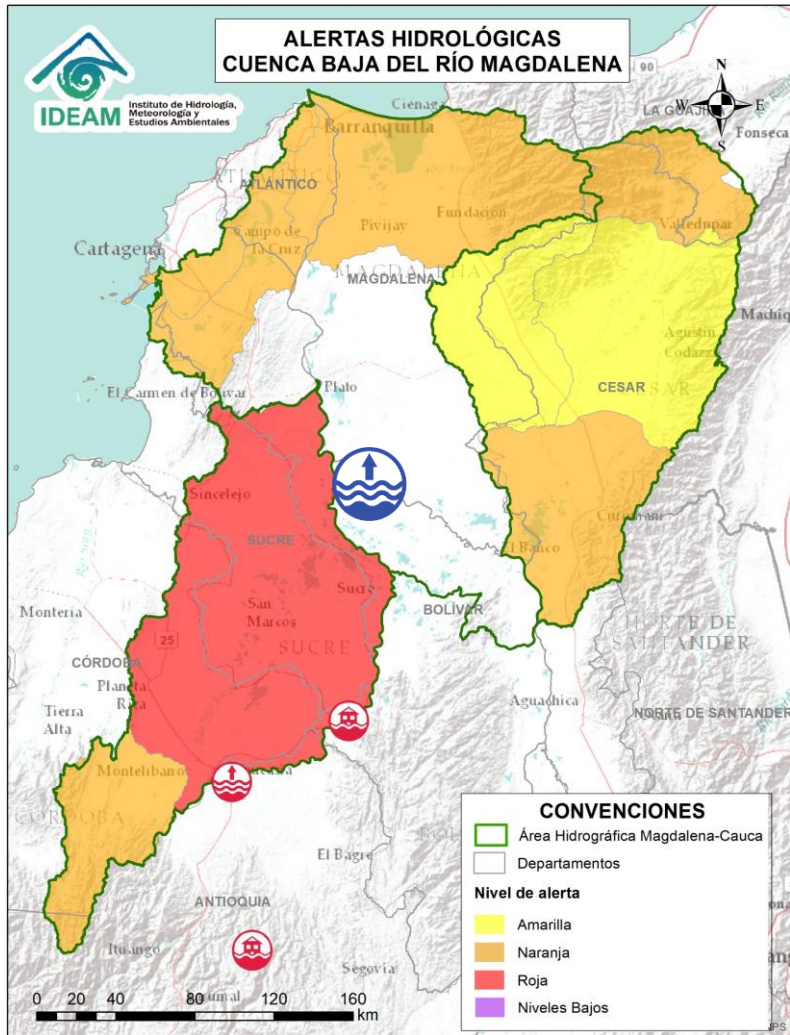 ALERTAS HIDROLÓGICAS
CUENCA BAJA DEL RÍO MAGDALENA
IDEAM
Instituto de Hidrología,
Meteorología y
Estudios Ambientales
N
W E
S
90
Ciénaga
LA GUAJIRA
Barranquilla
Fonseca
ATLÁNTICO
Pivijay
Fundación
Valledupar
Cartagena
Campo de
la Cruz
MAGDALENA
MAGDALENA
Agustín
Codazzi
CESAR
El Carmen de Bolívar
Plato
Sincelejo
SUCRE
El Banco
Sucre
San
Marcos
BOLÍVAR
Montería
SUCRE
NORTE DE
SANTANDER
25
CÓRDOBA
Planeta
Rica
Aguachica
Tierra
Alta
NORTE DE SANTANDER
Montelíbano
CÓRDOBA
El Bagre
ANTIOQUIA
Ituango
Segovia
0 20 40 80 120 160
km
CONVENCIONES
Área Hidrográfica Magdalena-Cauca
Departamentos
Nivel de alerta
Amarilla
Naranja
Roja
Niveles Bajos